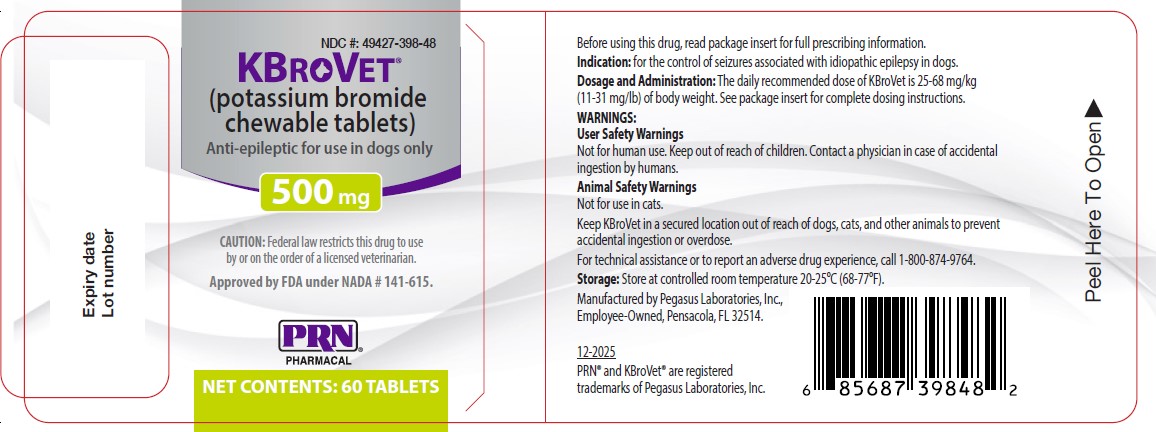 Expiry date
Lot number
NDC #: 49427-398-48
KBROVET®
(potassium bromide
chewable tablets)
Anti-epileptic for use in dogs only
500 mg
CAUTION: Federal law restricts this drug to use
by or on the order of a licensed veterinarian.
Approved by FDA under NADA # 141-615.
PRN®
PHARMACAL
NET CONTENTS: 60 TABLETS
Before using this drug, read package insert for full prescribing information.
Indication: for the control of seizures associated with idiopathic epilepsy in dogs.
Dosage and Administration: The daily recommended dose of KBroVet is 25-68 mg/kg
(11-31 mg/lb) of body weight. See package insert for complete dosing instructions.
WARNINGS:
User Safety Warnings
Not for human use. Keep out of reach of children. Contact a physician in case of accidental
ingestion by humans.
Animal Safety Warnings
Not for use in cats.
Keep KBroVet in a secured location out of reach of dogs, cats, and other animals to prevent
accidental ingestion or overdose.
For technical assistance or to report an adverse drug experience, call 1-800-874-9764.
Storage: Store at controlled room temperature 20-25°C (68-77°F).
Manufactured by Pegasus Laboratories, Inc.,
Employee-Owned, Pensacola, FL 32514.
12-2025
PRN® and KBroVet® are registered
trademarks of Pegasus Laboratories, Inc.
6 85687 39848 2
Peel Here To Open ▶